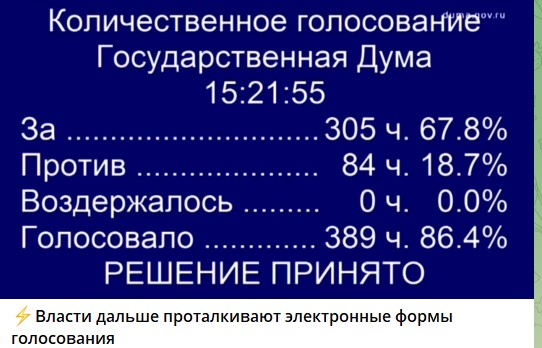 duma.gov.ru
Количественное голосование
Государственная Дума
15:21:55
За ............................ 305 ч. 67.8%
Против .................... 84 ч. 18.7%
Воздержалось ........ 0 ч. 0.0%
Голосовало ............. 389 ч. 86.4%
РЕШЕНИЕ ПРИНЯТО
⚡Власти дальше проталкивают электронные формы
голосования